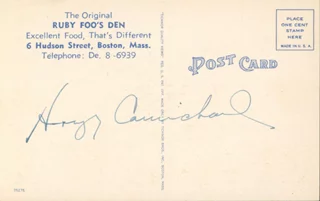 The Original
RUBY FOO'S DEN
Excellent Food, That's Different
6 Hudson Street, Boston, Mass.
Telephone: De. 8-6939
POST CARD
PLACE
ONE CENT
STAMP
HERE
MADE IN U.S.A.
Hoagy Carmichael